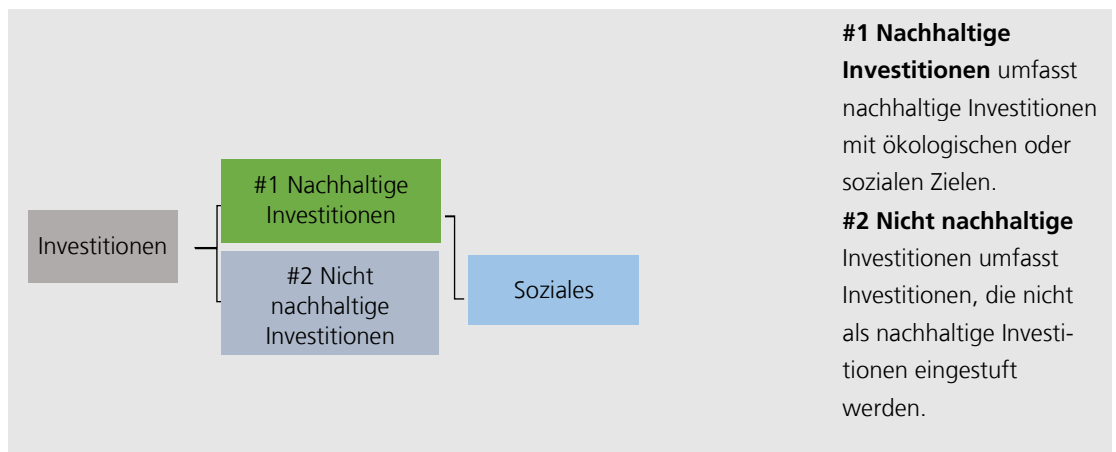 Investitionen
#1 Nachhaltige
Investitionen
#2 Nicht
nachhaltige
Investitionen
Soziales
#1 Nachhaltige
Investitionen umfasst
nachhaltige Investitionen
mit ökologischen oder
sozialen Zielen.
#2 Nicht nachhaltige
Investitionen umfasst
Investitionen, die nicht
als nachhaltige Investi-
tionen eingestuft
werden.